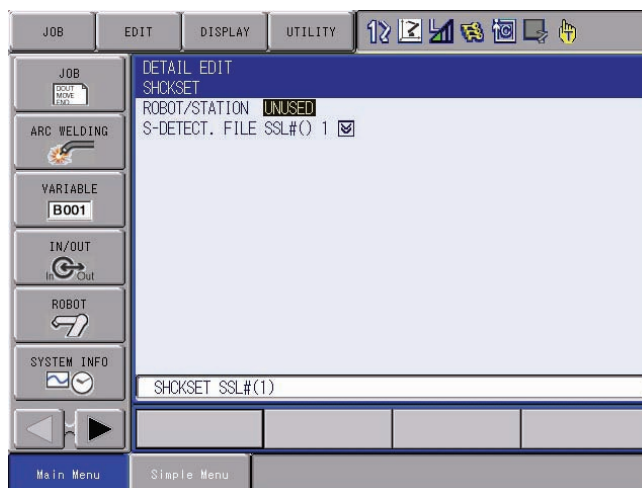 JOB EDIT DISPLAY UTILITY
JOB
DOUT
MOVE
END
ARC WELDING
VARIABLE
B001
IN/OUT
In Out
ROBOT
SYSTEM INFO
DETAIL EDIT
SHCKSET
ROBOT/STATION UNUSED
S-DETECT. FILE SSL#() 1
SHCKSET SSL#(1)
Main Menu Simple Menu